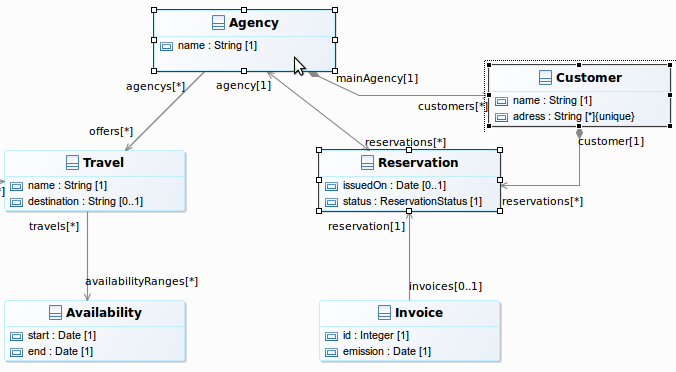 Agency
name : String [1]
agencys[*]
agency[1]
mainAgency[1]
customers[*]
Customer
name : String [1]
adress : String [*]{unique}
customer[1]
offers[*]
reservations[*]
Travel
name : String [1]
destination : String [0..1]
*]
Reservation
issuedOn : Date [0..1]
status : ReservationStatus [1]
reservations[*]
travels[*]
reservation[1]
availabilityRanges[*]
invoices[0..1]
Availability
start : Date [1]
end : Date [1]
Invoice
id : Integer [1]
emission : Date [1]